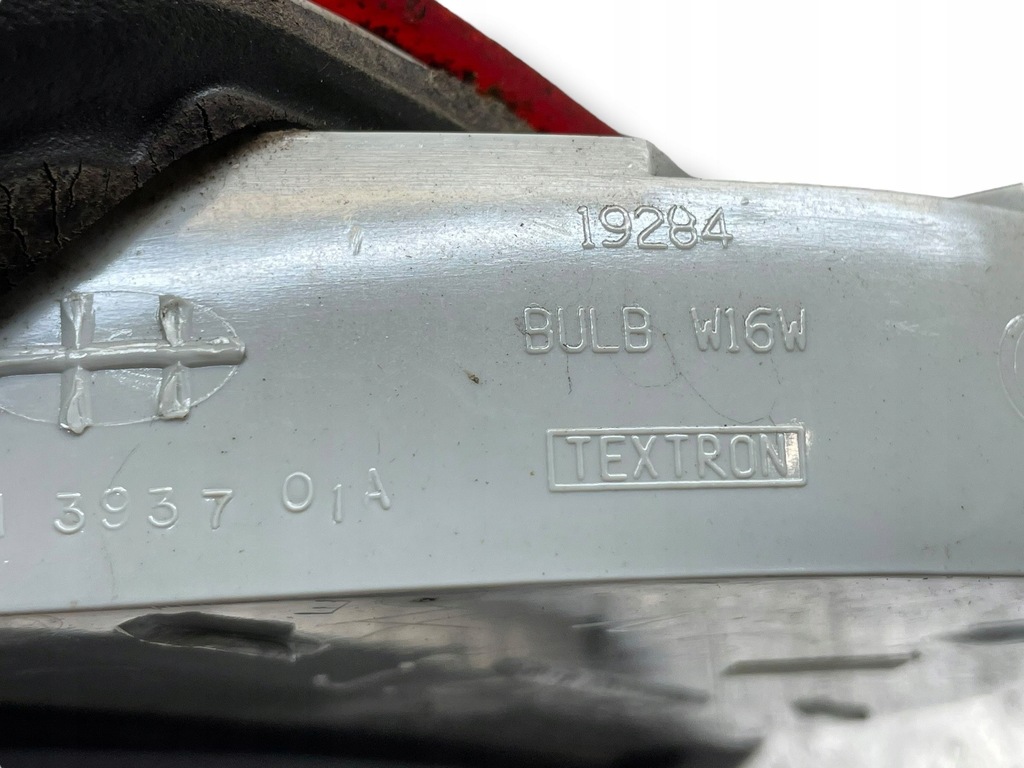 19284
BULB W16W
TEXTRON
3937 01A